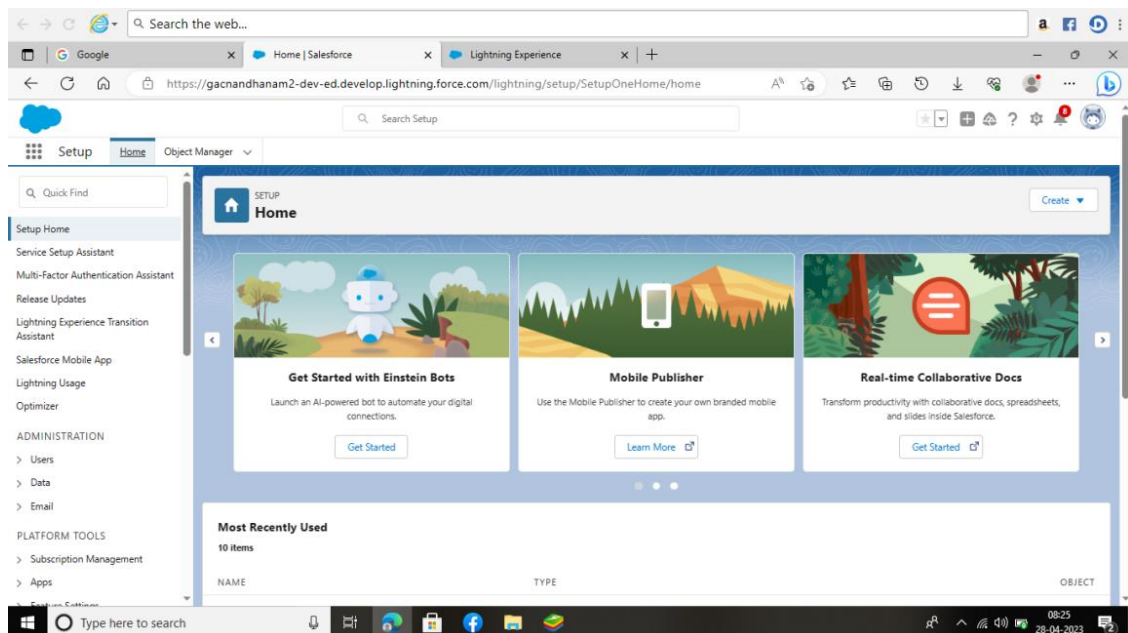 Search the web...
a
Google
Home | Salesforce
Lightning Experience
https://gacnandhanam2-dev-ed.develop.lightning.force.com/lightning/setup/SetupOneHome/home
Search Setup
8
Setup
Home
Object Manager
Quick Find
Setup Home
Service Setup Assistant
Multi-Factor Authentication Assistant
Release Updates
Lightning Experience Transition
Assistant
Salesforce Mobile App
Lightning Usage
Optimizer
ADMINISTRATION
Users
Data
Email
PLATFORM TOOLS
Subscription Management
Apps
Feature Settings
SETUP
Home
Create
Get Started with Einstein Bots
Launch an AI-powered bot to automate your digital
connections.
Get Started
Mobile Publisher
Use the Mobile Publisher to create your own branded mobile
app.
Learn More
Real-time Collaborative Docs
Transform productivity with collaborative docs, spreadsheets,
and slides inside Salesforce.
Get Started
Most Recently Used
10 items
NAME TYPE OBJECT
Type here to search
08:25
28-04-2023
2